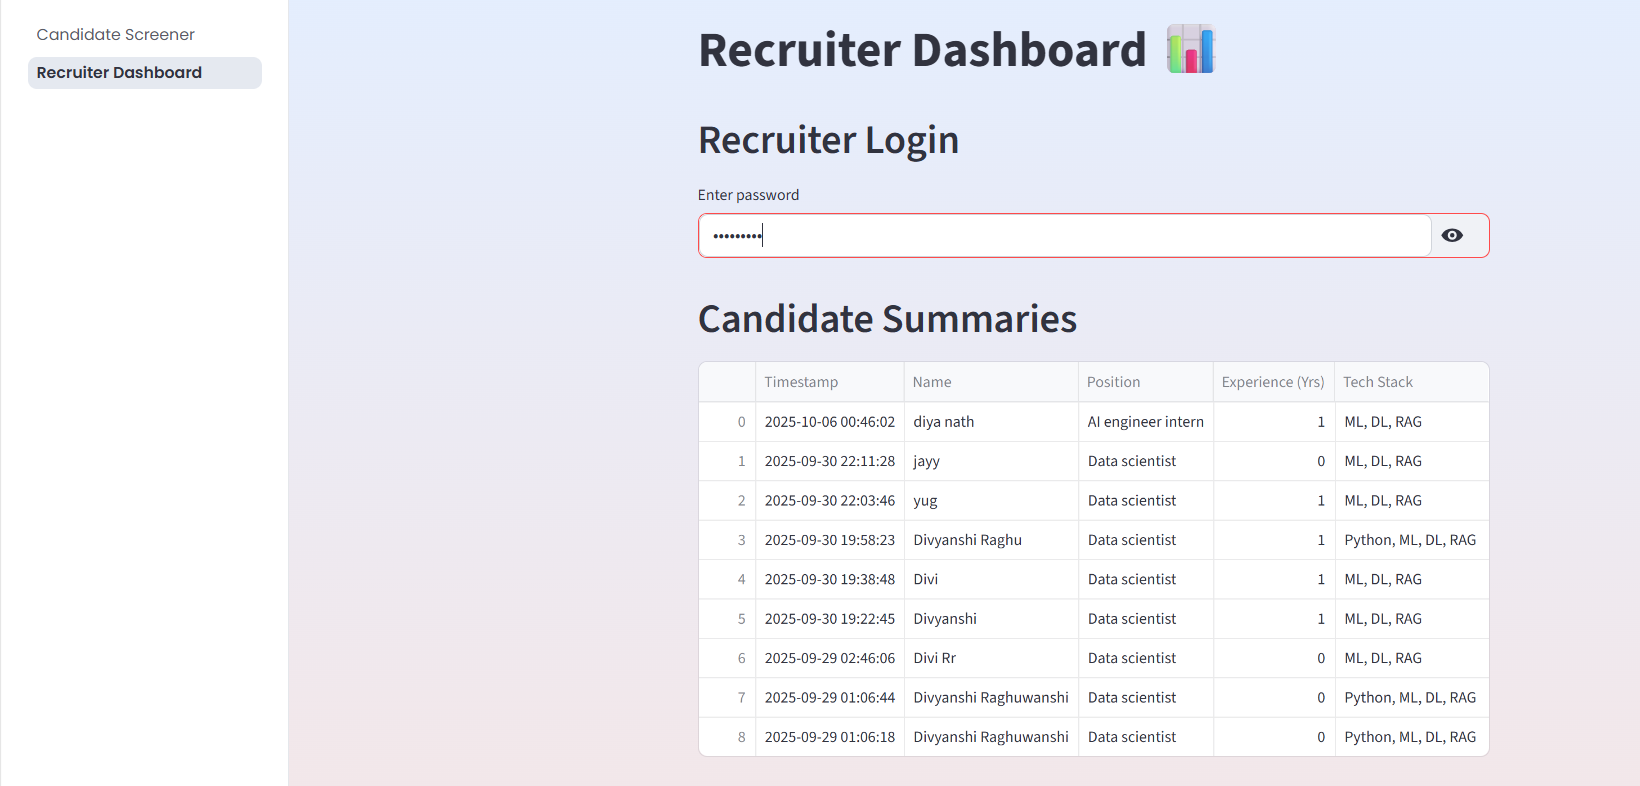 Candidate Screener
Recruiter Dashboard
Recruiter Dashboard 📊
Recruiter Login
Enter password
•••••••••
Candidate Summaries
Timestamp Name Position Experience (Yrs) Tech Stack
0 2025-10-06 00:46:02 diya nath AI engineer intern 1 ML, DL, RAG
1 2025-09-30 22:11:28 jayy Data scientist 0 ML, DL, RAG
2 2025-09-30 22:03:46 yug Data scientist 1 ML, DL, RAG
3 2025-09-30 19:58:23 Divyanshi Raghu Data scientist 1 Python, ML, DL, RAG
4 2025-09-30 19:38:48 Divi Data scientist 1 ML, DL, RAG
5 2025-09-30 19:22:45 Divyanshi Data scientist 1 ML, DL, RAG
6 2025-09-29 02:46:06 Divi Rr Data scientist 0 ML, DL, RAG
7 2025-09-29 01:06:44 Divyanshi Raghuwanshi Data scientist 0 Python, ML, DL, RAG
8 2025-09-29 01:06:18 Divyanshi Raghuwanshi Data scientist 0 Python, ML, DL, RAG